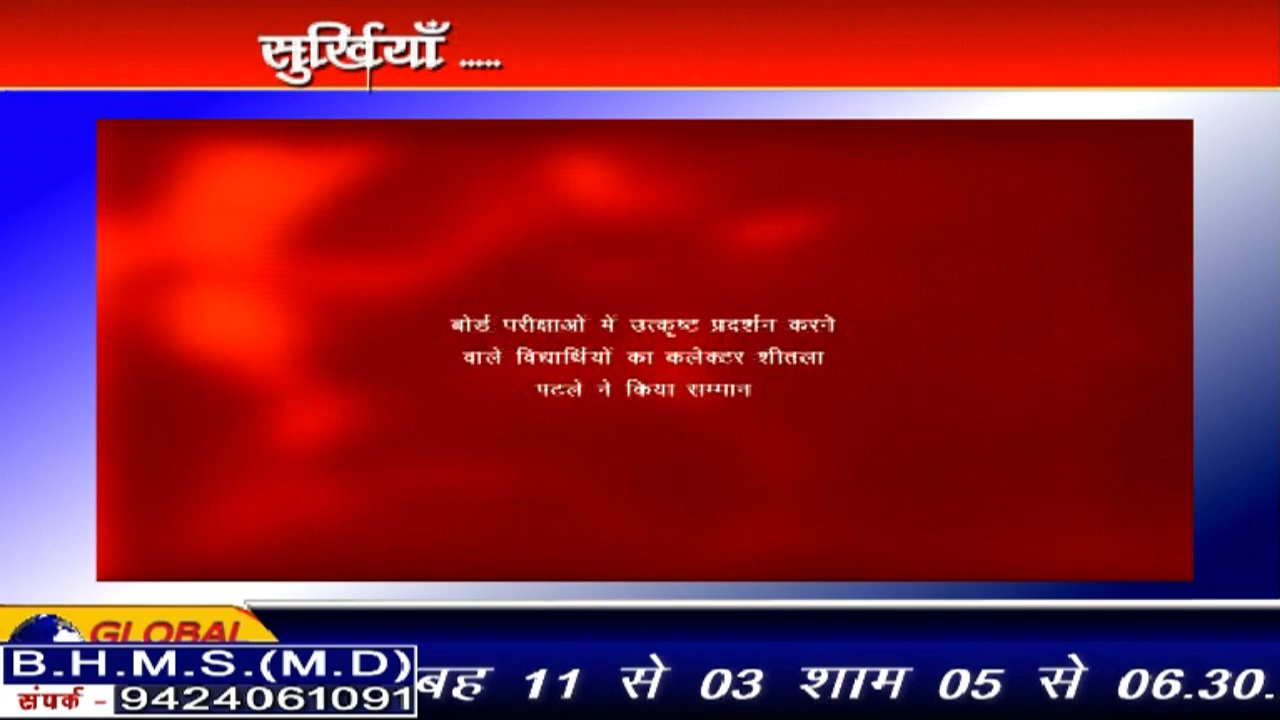 सुर्खियाँ .....
बोर्ड परीक्षाओं में उत्कृष्ट प्रदर्शन करने
वाले विद्यार्थियों का कलेक्टर शीतला
पटले ने किया सम्मान
GLOBAL
B.H.M.S.(M.D)
संपर्क - 9424061091
बह 11 से 03 शाम 05 से 06.30.